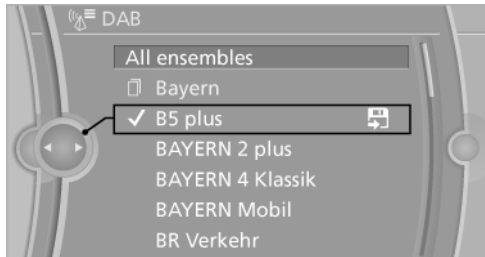 DAB
All ensembles
Bayern
B5 plus
BAYERN 2 plus
BAYERN 4 Klassik
BAYERN Mobil
BR Verkehr